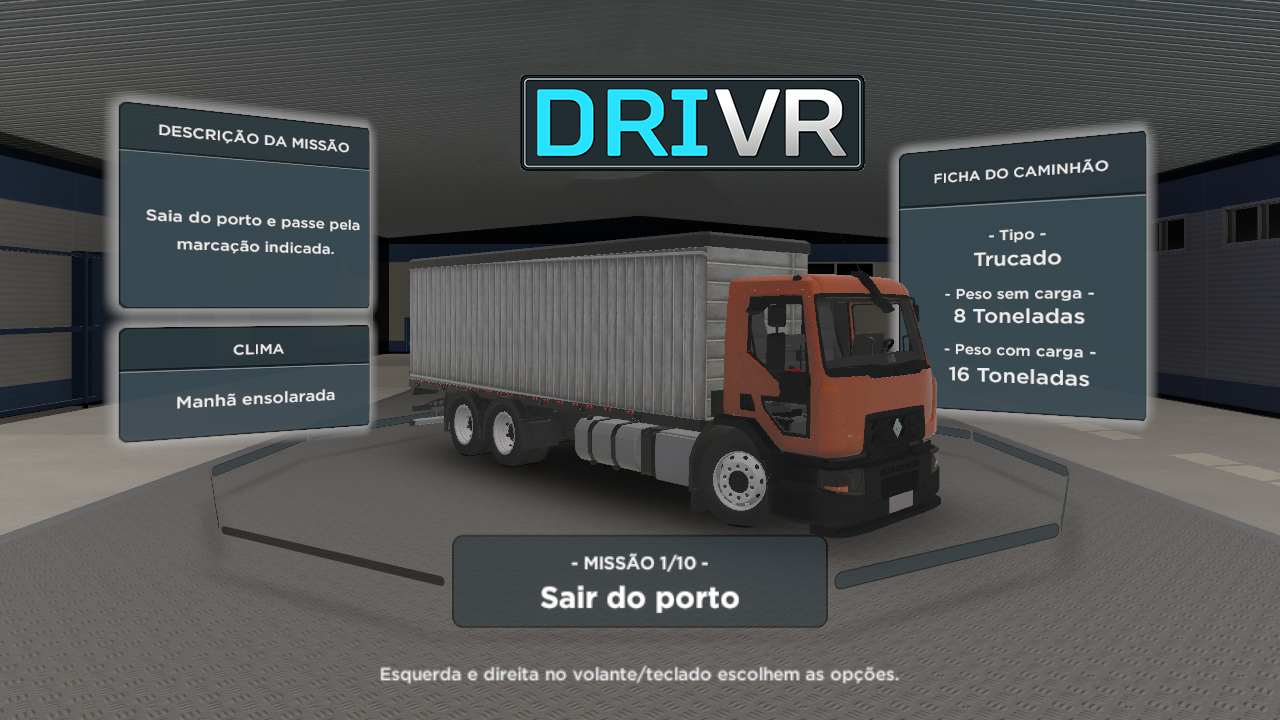 DRIVR
DESCRIÇÃO DA MISSÃO
Saia do porto e passe pela
marcação indicada.
CLIMA
Manhã ensolarada
FICHA DO CAMINHÃO
- Tipo -
Trucado
- Peso sem carga -
8 Toneladas
- Peso com carga -
16 Toneladas
- MISSÃO 1/10 -
Sair do porto
Esquerda e direita no volante/teclado escolhem as opções.